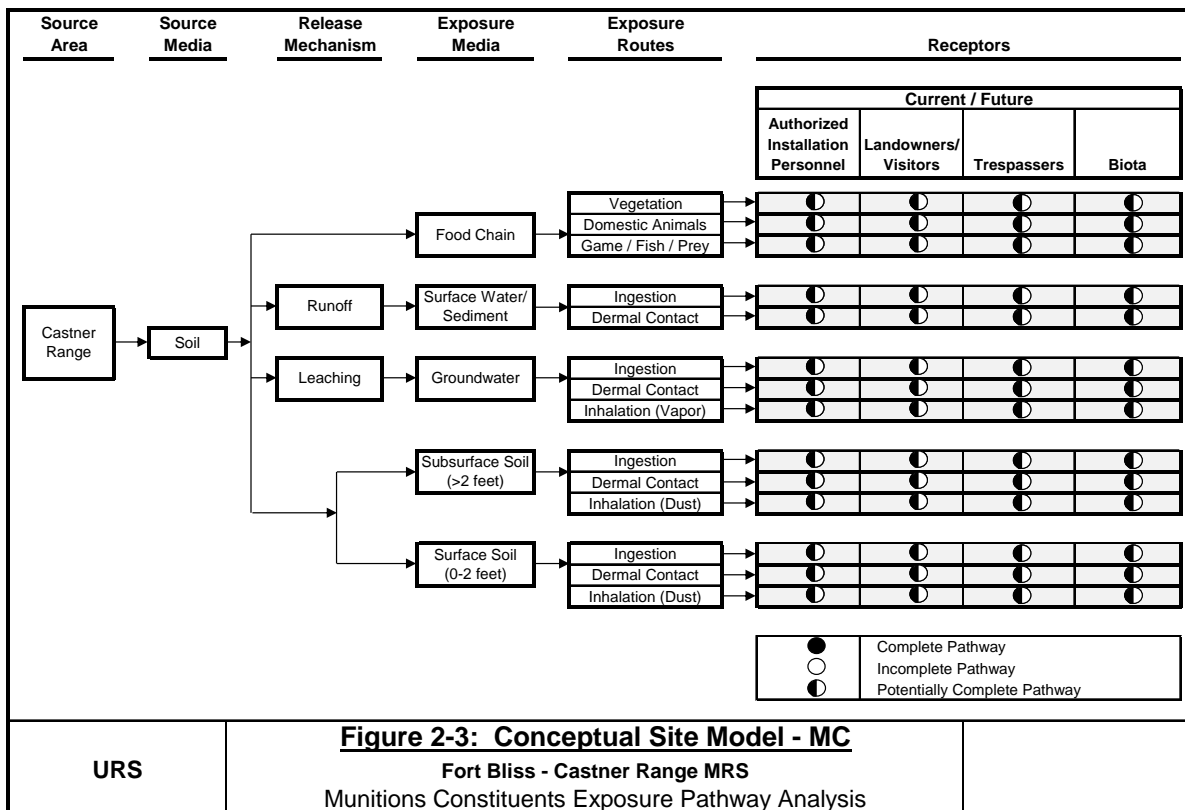 Source Area
Source Media
Release Mechanism
Exposure Media
Exposure Routes
Receptors
Current / Future
Authorized Installation Personnel
Landowners/ Visitors
Trespassers
Biota
Castner Range
Soil
Food Chain
Vegetation
Domestic Animals
Game / Fish / Prey
Runoff
Surface Water/ Sediment
Ingestion
Dermal Contact
Leaching
Groundwater
Ingestion
Dermal Contact
Inhalation (Vapor)
Subsurface Soil (>2 feet)
Ingestion
Dermal Contact
Inhalation (Dust)
Surface Soil (0-2 feet)
Ingestion
Dermal Contact
Inhalation (Dust)
Complete Pathway
Incomplete Pathway
Potentially Complete Pathway
URS
Figure 2-3: Conceptual Site Model - MC
Fort Bliss - Castner Range MRS
Munitions Constituents Exposure Pathway Analysis